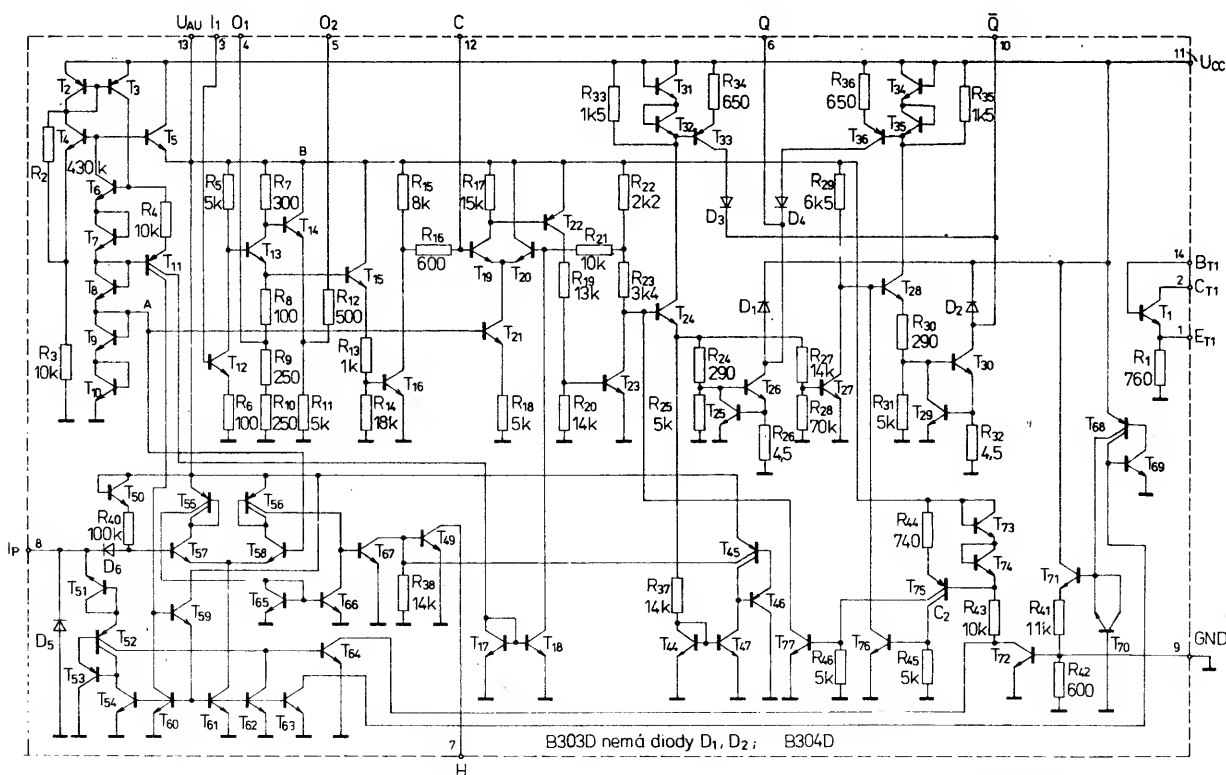 UAU I1 O1 O2 C Q Q̄
13 3 4 5 12 6 10
11 UCC
T2 T3 T4 T5
R2 430k
T6 R4 10k
T7 T11
T8 A
T9
R3 10k
T10
R5 5k
R7 300
B
T14
T13
R8 100
R12 500
T12
R9 250
R6 100
R10 250
R11 5k
T15
R13 1k
R14 18k
T16
R15 8k
R16 600
R17 15k
T19 T20
T21
R18 5k
T22
R19 13k
R20 14k
R21 10k
R22 2k2
R23 3k4
T23
R33 1k5
T31
R34 650
T32
T33
T24
D3
D4
R36 650
T34
R35 1k5
T35
T36
R29 6k5
T28
D1
D2
R24 290
R25 5k
T25
T26
R26 4,5
R27 14k
R28 70k
T27
R30 290
R31 5k
T29
T30
R32 4,5
14 BT1
2 CT1
1 ET1
T1
R1 760
T68
T69
IP 8
T50
R40 100k
D6
T55 T56
T57 T58
T51
D5
T52
T53
T54
T59
T60 T61 T62 T63
T65 T66
T64
T67
T49
R38 14k
T17 T18
T45
T46
R37 14k
T44 T47
T77
R46 5k
T76
R45 5k
R44 740
T73
T74
T75
C2
R43 10k
T72
T71
R41 11k
R42 600
T70
GND 9
7
H
B303D nemá diody D1, D2; B304D